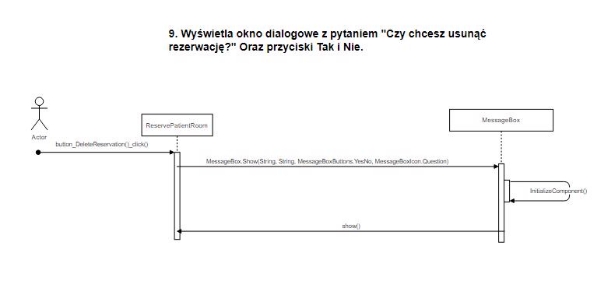 9. Wyświetla okno dialogowe z pytaniem "Czy chcesz usunąć
rezerwację?" Oraz przyciski Tak i Nie.
ReservePatientRoom
MessageBox
Actor
button_DeleteReservation()_click()
MessageBox.Show(String, String, MessageBoxButtons.YesNo, MessageBoxIcon.Question)
InitializeComponent()
show()